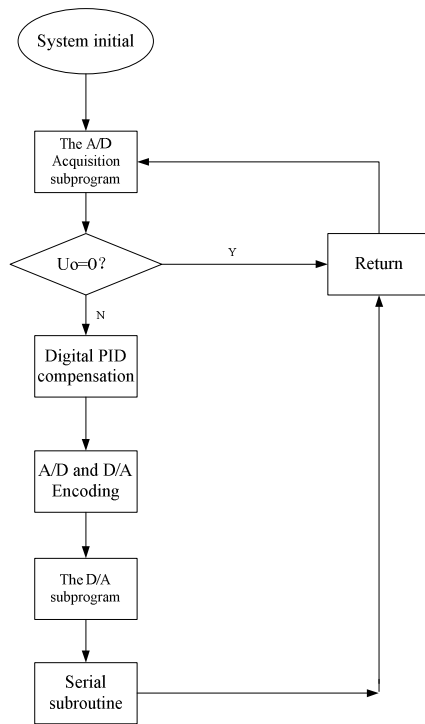 System initial
The A/D
Acquisition
subprogram
Uo=0?
Y
Return
N
Digital PID
compensation
A/D and D/A
Encoding
The D/A
subprogram
Serial
subroutine